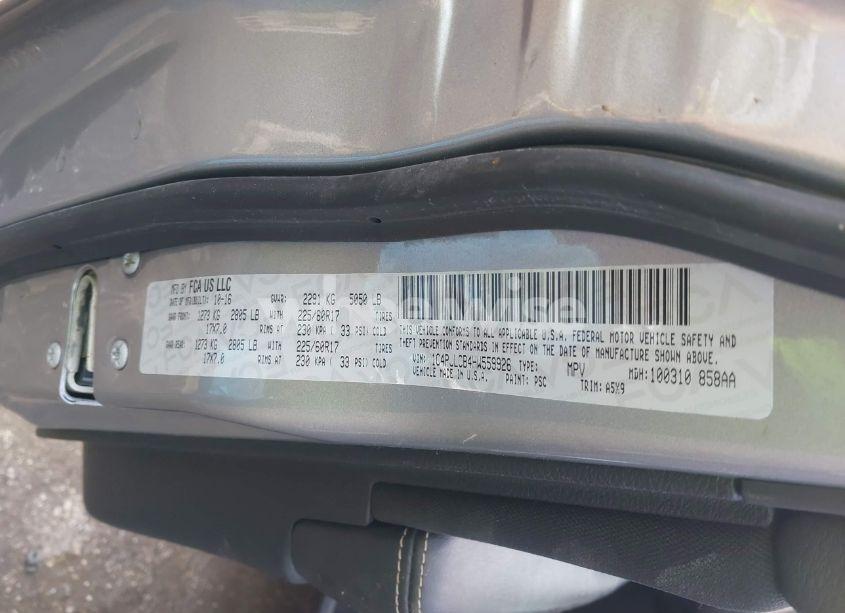 MFD BY FCA US LLC
DATE OF MFR(BUILT): 10-16 GVWR: 2291 KG 5050 LB
GAWR FRONT: 1273 KG 2805 LB WITH 225/60R17 TIRES
17X7.0 RIMS AT 230 KPA ( 33 PSI) COLD
GAWR REAR: 1273 KG 2805 LB WITH 225/60R17 TIRES
17X7.0 RIMS AT 230 KPA ( 33 PSI) COLD
THIS VEHICLE CONFORMS TO ALL APPLICABLE U.S.A. FEDERAL MOTOR VEHICLE SAFETY AND
THEFT PREVENTION STANDARDS IN EFFECT ON THE DATE OF MANUFACTURE SHOWN ABOVE.
VIN: TYPE: MPV MDH: 100310 858AA
VEHICLE MADE IN U.S.A. PAINT: PSC TRIM: A5X9